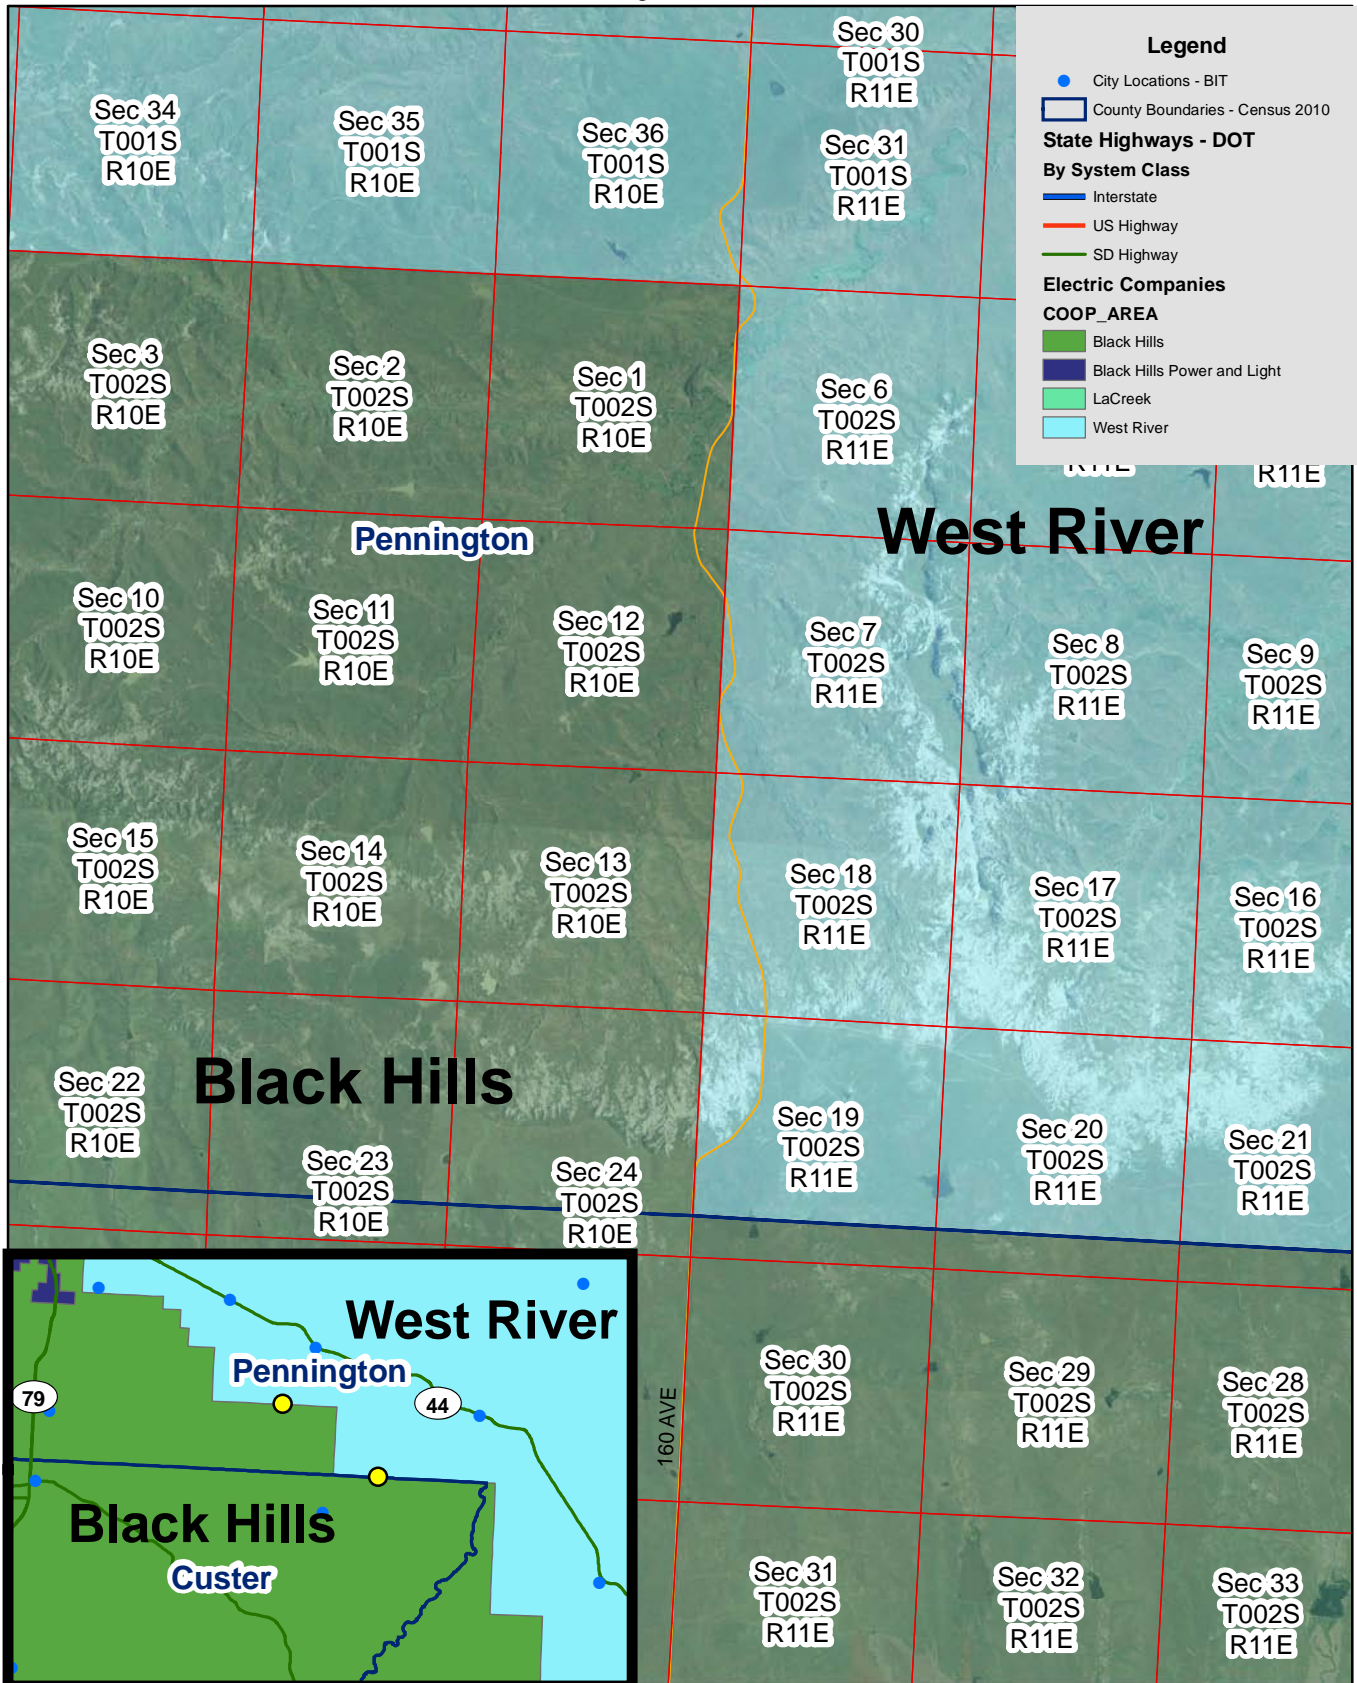 Sec 30
T001S
R11E
Legend
City Locations - BIT
County Boundaries - Census 2010
State Highways - DOT
By System Class
Interstate
US Highway
SD Highway
Electric Companies
COOP_AREA
Black Hills
Black Hills Power and Light
LaCreek
West River
Sec 34
T001S
R10E
Sec 35
T001S
R10E
Sec 36
T001S
R10E
Sec 31
T001S
R11E
Sec 3
T002S
R10E
Sec 2
T002S
R10E
Sec 1
T002S
R10E
Sec 6
T002S
R11E
R11E
R11E
Pennington
West River
Sec 10
T002S
R10E
Sec 11
T002S
R10E
Sec 12
T002S
R10E
Sec 7
T002S
R11E
Sec 8
T002S
R11E
Sec 9
T002S
R11E
Sec 15
T002S
R10E
Sec 14
T002S
R10E
Sec 13
T002S
R10E
Sec 18
T002S
R11E
Sec 17
T002S
R11E
Sec 16
T002S
R11E
Black Hills
Sec 22
T002S
R10E
Sec 23
T002S
R10E
Sec 24
T002S
R10E
Sec 19
T002S
R11E
Sec 20
T002S
R11E
Sec 21
T002S
R11E
West River
Pennington
79
44
Black Hills
Custer
160 AVE
Sec 30
T002S
R11E
Sec 29
T002S
R11E
Sec 28
T002S
R11E
Sec 31
T002S
R11E
Sec 32
T002S
R11E
Sec 33
T002S
R11E